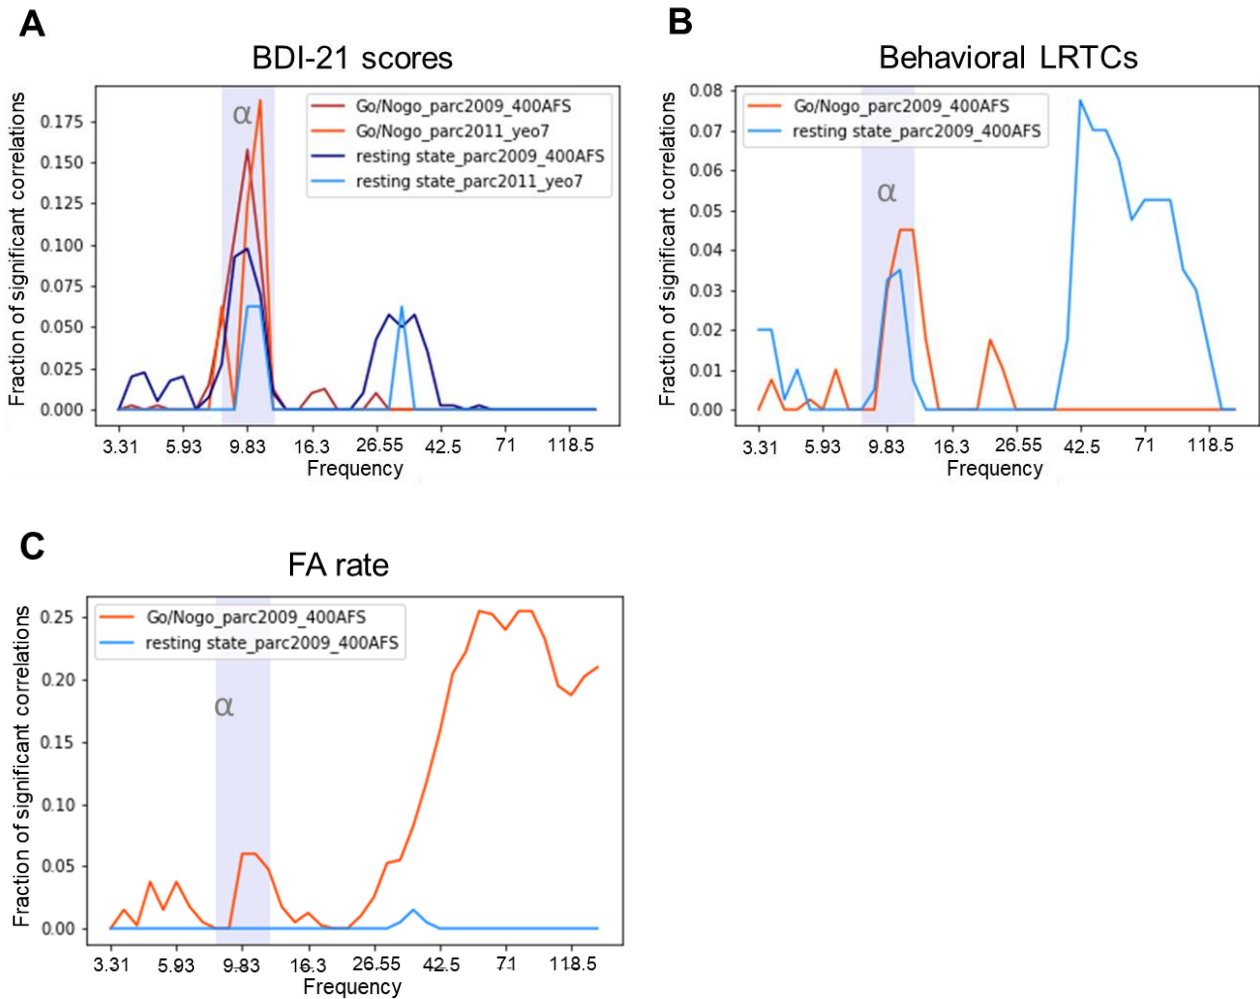 A
BDI-21 scores
Fraction of significant correlations
0.175
0.150
0.125
0.100
0.075
0.050
0.025
0.000
α
Go/Nogo_parc2009_400AFS
Go/Nogo_parc2011_yeo7
resting state_parc2009_400AFS
resting state_parc2011_yeo7
3.31 5.93 9.83 16.3 26.55 42.5 71 118.5
Frequency
B
Behavioral LRTCs
Fraction of significant correlations
0.08
0.07
0.06
0.05
0.04
0.03
0.02
0.01
0.00
Go/Nogo_parc2009_400AFS
resting state_parc2009_400AFS
α
3.31 5.93 9.83 16.3 26.55 42.5 71 118.5
Frequency
C
FA rate
Fraction of significant correlations
0.25
0.20
0.15
0.10
0.05
0.00
Go/Nogo_parc2009_400AFS
resting state_parc2009_400AFS
α
3.31 5.93 9.83 16.3 26.55 42.5 71 118.5
Frequency